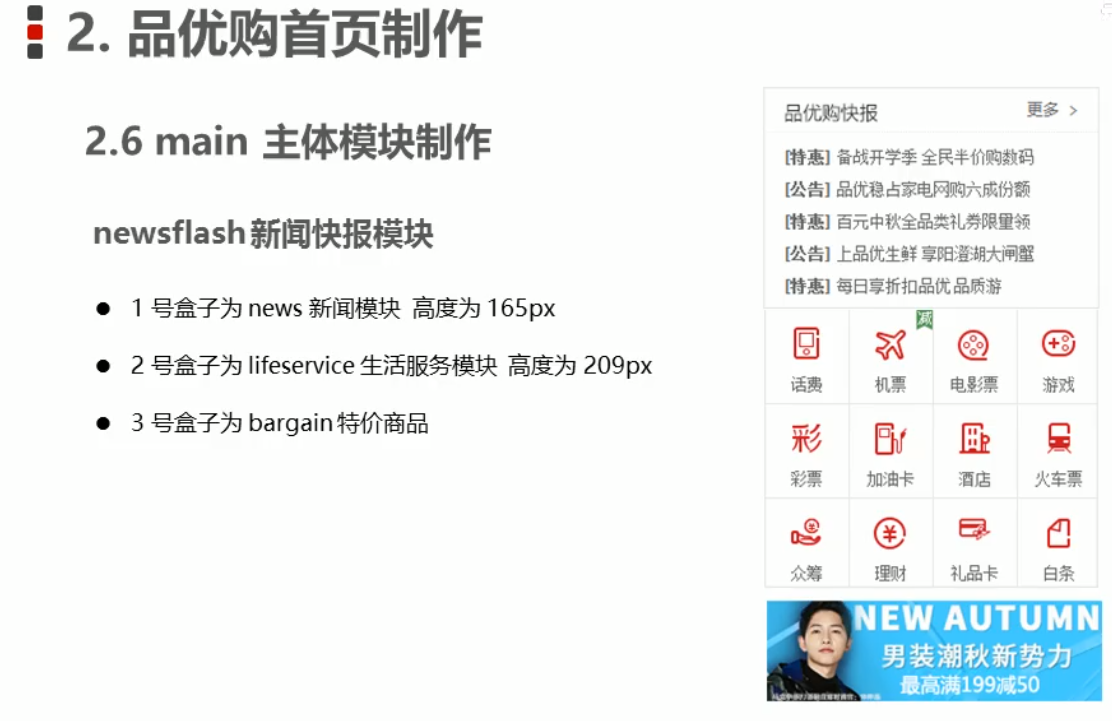 2. 品优购首页制作
2.6 main 主体模块制作
newsflash新闻快报模块
● 1 号盒子为 news 新闻模块 高度为 165px
● 2 号盒子为 lifeservice 生活服务模块 高度为 209px
● 3 号盒子为 bargain 特价商品
品优购快报 更多 >
[特惠] 备战开学季 全民半价购数码
[公告] 品优稳占家电网购六成份额
[特惠] 百元中秋全品类礼券限量领
[公告] 上品优生鲜 享阳澄湖大闸蟹
[特惠] 每日享折扣品优品质游
减
话费 机票 电影票 游戏
彩
彩票 加油卡 酒店 火车票
众筹 理财 礼品卡 白条
NEW AUTUMN
男装潮秋新势力
最高满199减50